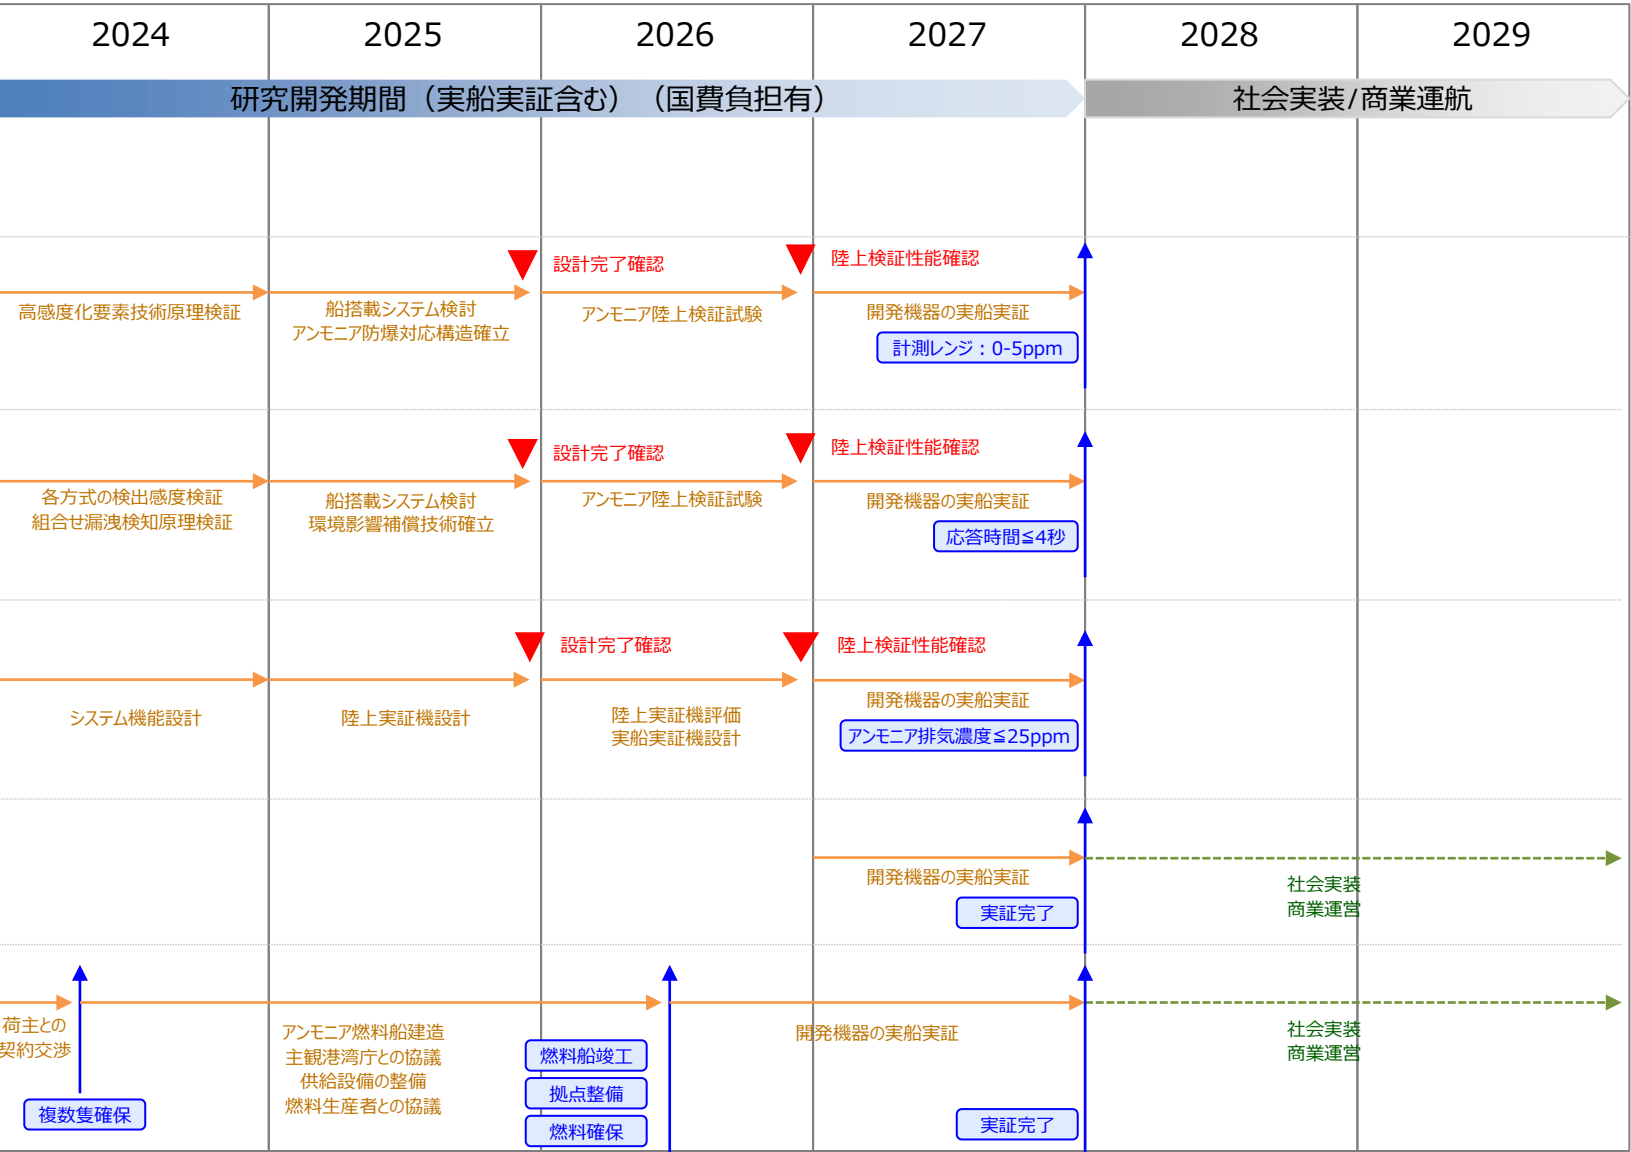 2024
2025
2026
2027
2028
2029
研究開発期間（実船実証含む）（国費負担有）
社会実装/商業運航
設計完了確認
陸上検証性能確認
高感度化要素技術原理検証
船搭載システム検討
アンモニア防爆対応構造確立
アンモニア陸上検証試験
開発機器の実船実証
計測レンジ：0-5ppm
設計完了確認
陸上検証性能確認
各方式の検出感度検証
組合せ漏洩検知原理検証
船搭載システム検討
環境影響補償技術確立
アンモニア陸上検証試験
開発機器の実船実証
応答時間≦4秒
設計完了確認
陸上検証性能確認
システム機能設計
陸上実証機設計
陸上実証機評価
実船実証機設計
開発機器の実船実証
アンモニア排気濃度≦25ppm
開発機器の実船実証
実証完了
社会実装
商業運営
荷主との
契約交渉
複数隻確保
アンモニア燃料船建造
主観港湾庁との協議
供給設備の整備
燃料生産者との協議
燃料船竣工
拠点整備
燃料確保
開発機器の実船実証
実証完了
社会実装
商業運営